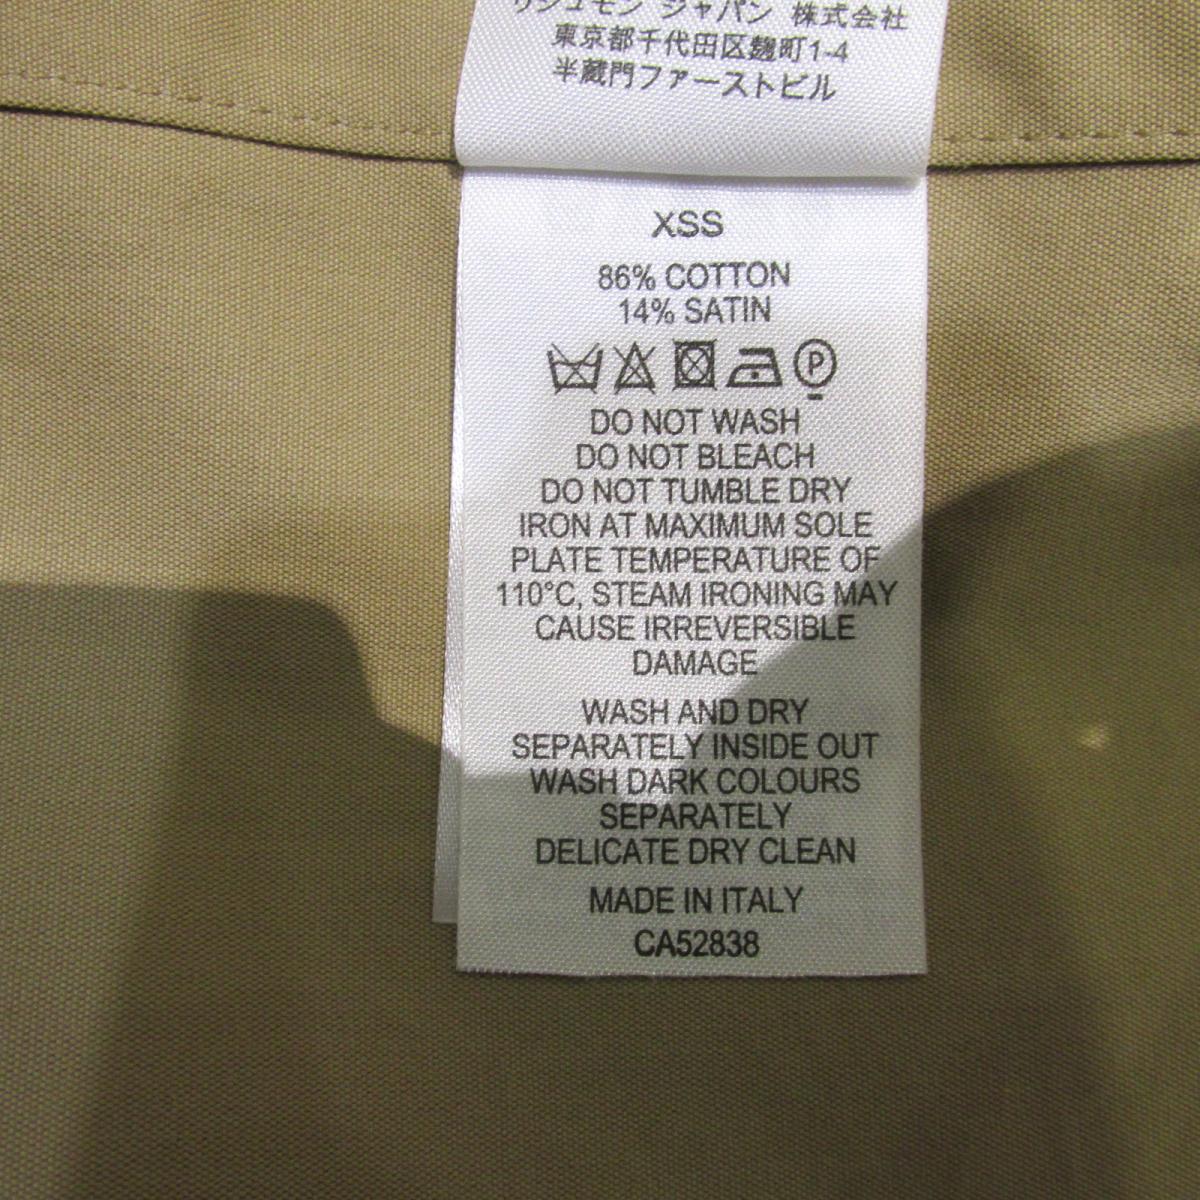 リシュモン ジャパン 株式会社
東京都千代田区麹町1-4
半蔵門ファーストビル
XSS
86% COTTON
14% SATIN
P
DO NOT WASH
DO NOT BLEACH
DO NOT TUMBLE DRY
IRON AT MAXIMUM SOLE
PLATE TEMPERATURE OF
110°C, STEAM IRONING MAY
CAUSE IRREVERSIBLE
DAMAGE
WASH AND DRY
SEPARATELY INSIDE OUT
WASH DARK COLOURS
SEPARATELY
DELICATE DRY CLEAN
MADE IN ITALY
CA52838